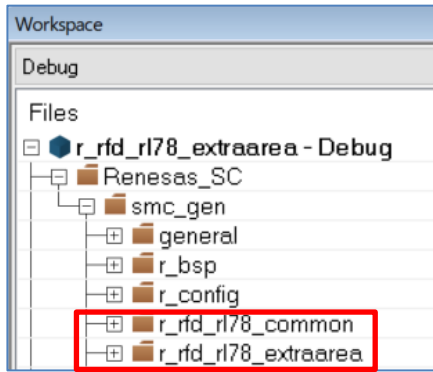 Workspace
Debug
Files
r_rfd_rl78_extraarea - Debug
Renesas_SC
smc_gen
general
r_bsp
r_config
r_rfd_rl78_common
r_rfd_rl78_extraarea